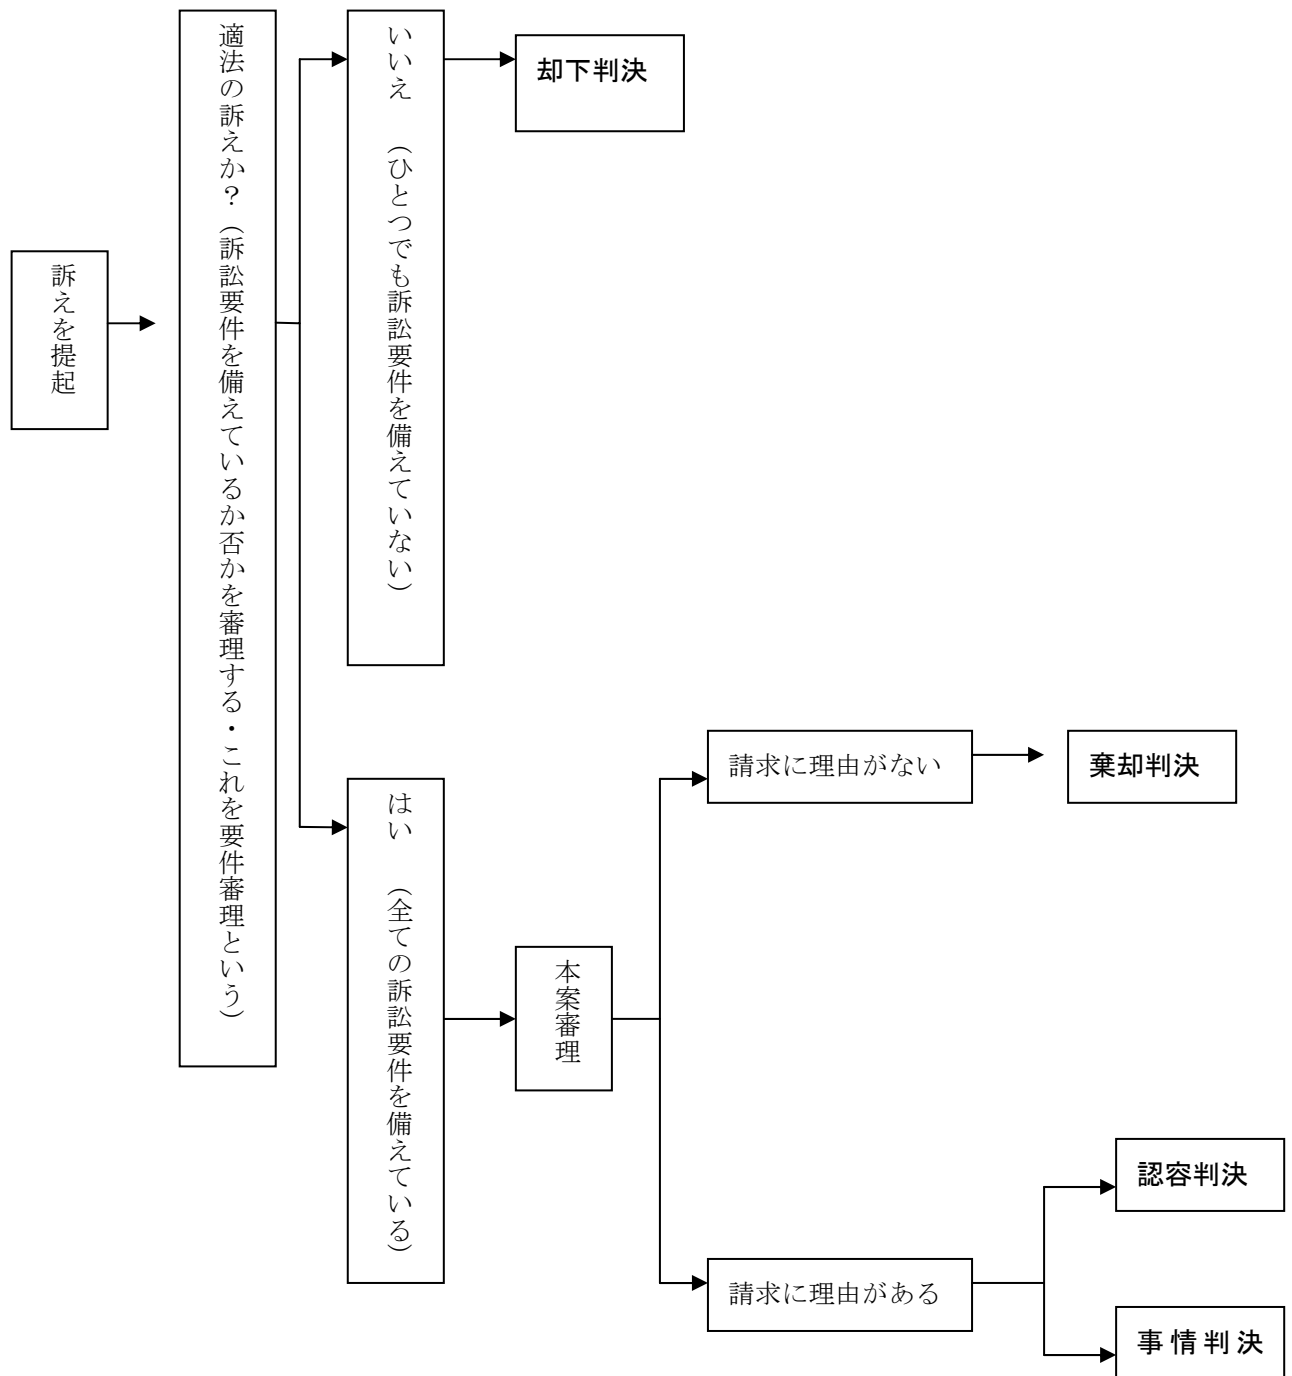 訴えを提起
適法の訴えか？（訴訟要件を備えているか否かを審理する・これを要件審理という）
いいえ　（ひとつでも訴訟要件を備えていない）
却下判決
はい　（全ての訴訟要件を備えている）
本案審理
請求に理由がない
棄却判決
請求に理由がある
認容判決
事情判決